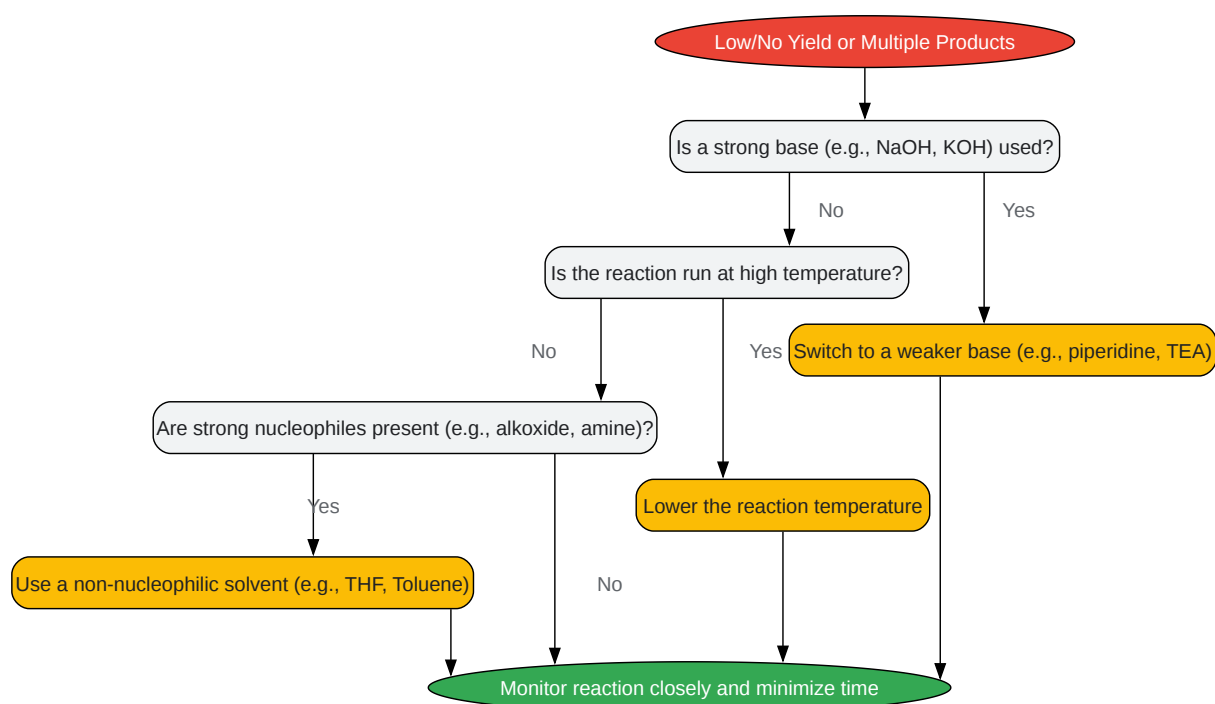 Low/No Yield or Multiple Products
Is a strong base (e.g., NaOH, KOH) used?
No
Yes
Is the reaction run at high temperature?
No
Yes
Switch to a weaker base (e.g., piperidine, TEA)
Are strong nucleophiles present (e.g., alkoxide, amine)?
Yes
Lower the reaction temperature
Use a non-nucleophilic solvent (e.g., THF, Toluene)
No
Monitor reaction closely and minimize time